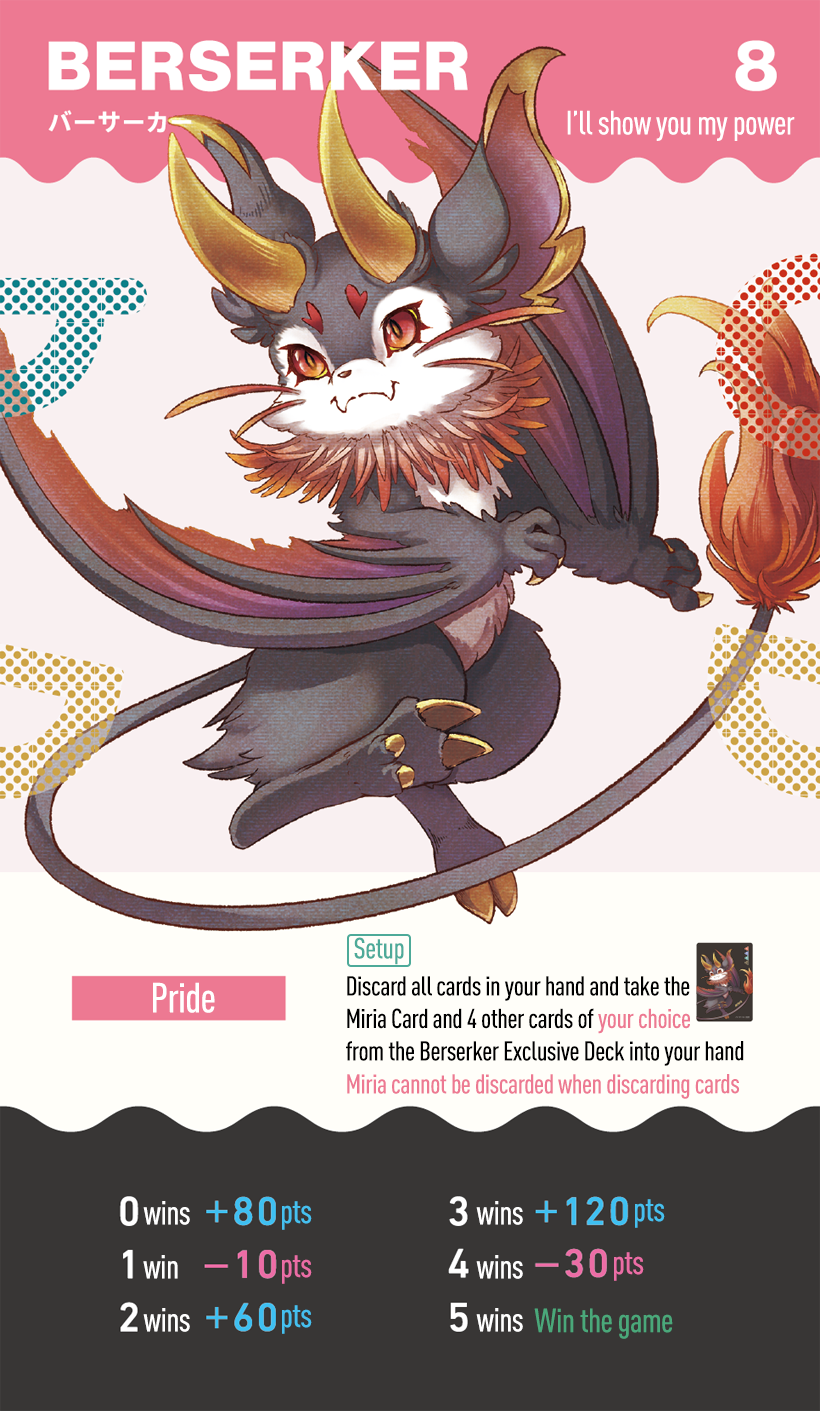 BERSERKER
8
バーサーカー
I'll show you my power
Pride
Setup
Discard all cards in your hand and take the
Miria Card and 4 other cards of your choice
from the Berserker Exclusive Deck into your hand
Miria cannot be discarded when discarding cards
0 wins +80pts
1 win −10pts
2 wins +60pts
3 wins +120pts
4 wins −30pts
5 wins Win the game